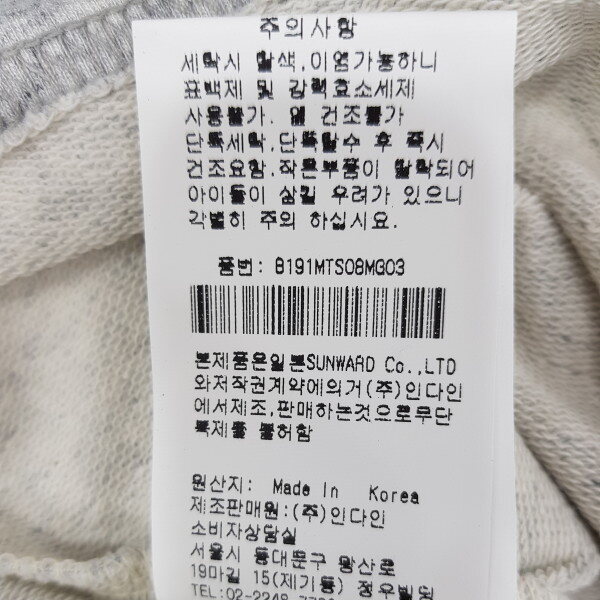 주의사항
세탁시 탈색.이염가능하니
표백제 및 강력효소세제
사용불가. 열 건조불가
단독세탁,단독탈수 후 즉시
건조요함.작은부품이 탈락되어
아이들이 삼킬 우려가 있으니
각별히 주의 하십시요.
품번: B191MTS08MG03
본제품은일본SUNWARD Co.,LTD
와저작권계약에의거(주)인다인
에서제조,판매하는것으로무단
복제를 불허함
원산지: Made In Korea
제조판매원:(주)인다인
소비자상담실
서울시 동대문구 왕산로
19마길 15(제기동) 정우빌딩
TEL:02-2248-